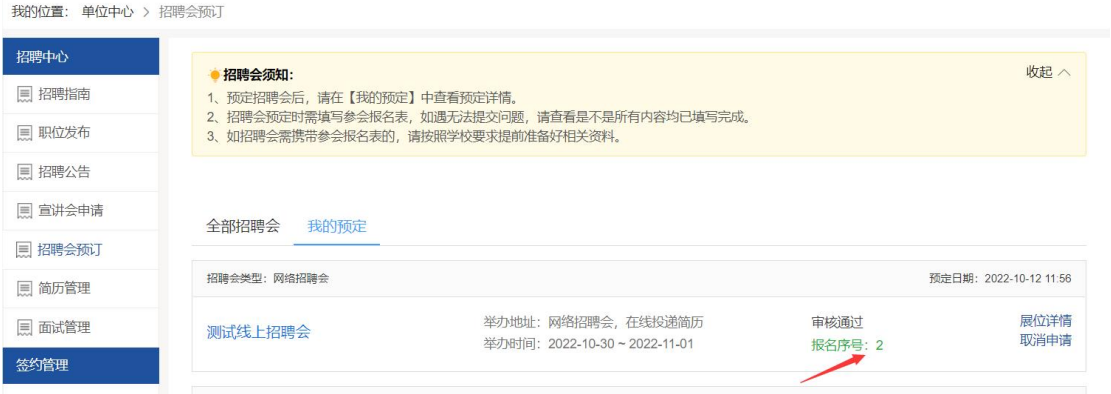 我的位置： 单位中心 > 招聘会预订
招聘中心
招聘指南
职位发布
招聘公告
宣讲会申请
招聘会预订
简历管理
面试管理
签约管理
招聘会须知：
收起
1、预定招聘会后，请在【我的预定】中查看预定详情。
2、招聘会预定时需填写参会报名表，如遇无法提交问题，请查看是不是所有内容均已填写完成。
3、如招聘会需携带参会报名表的，请按照学校要求提前准备好相关资料。
全部招聘会 我的预定
招聘会类型：网络招聘会 预定日期：2022-10-12 11:56
测试线上招聘会
举办地址：网络招聘会，在线投递简历
举办时间：2022-10-30 ~ 2022-11-01
审核通过
报名序号：2
展位详情
取消申请